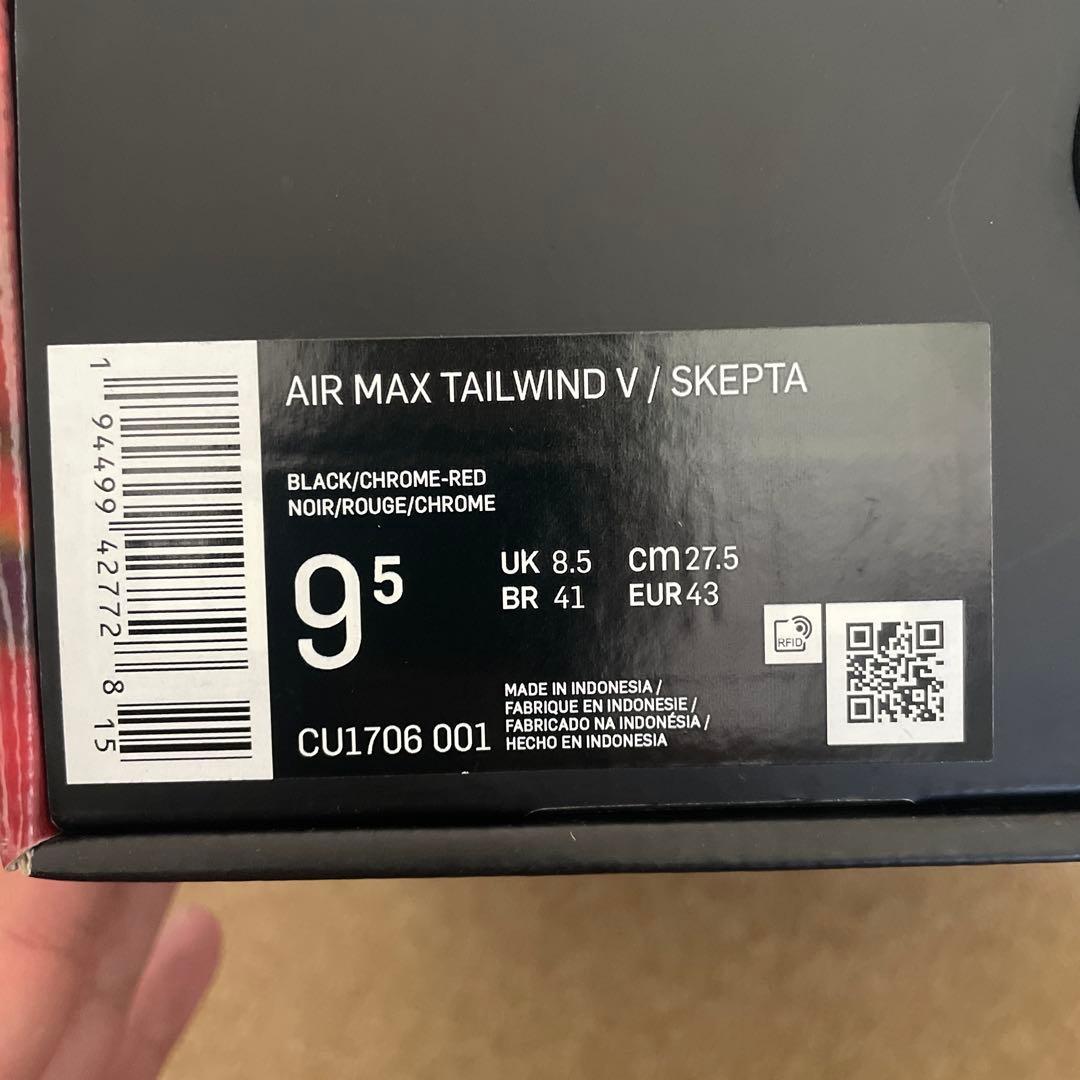 AIR MAX TAILWIND V / SKEPTA
BLACK/CHROME-RED
NOIR/ROUGE/CHROME
9 5
UK 8.5 cm 27.5
BR 41 EUR 43
RFID
MADE IN INDONESIA /
FABRIQUE EN INDONESIE /
FABRICADO NA INDONÉSIA /
HECHO EN INDONESIA
CU1706 001
1 94499 42772 8 15